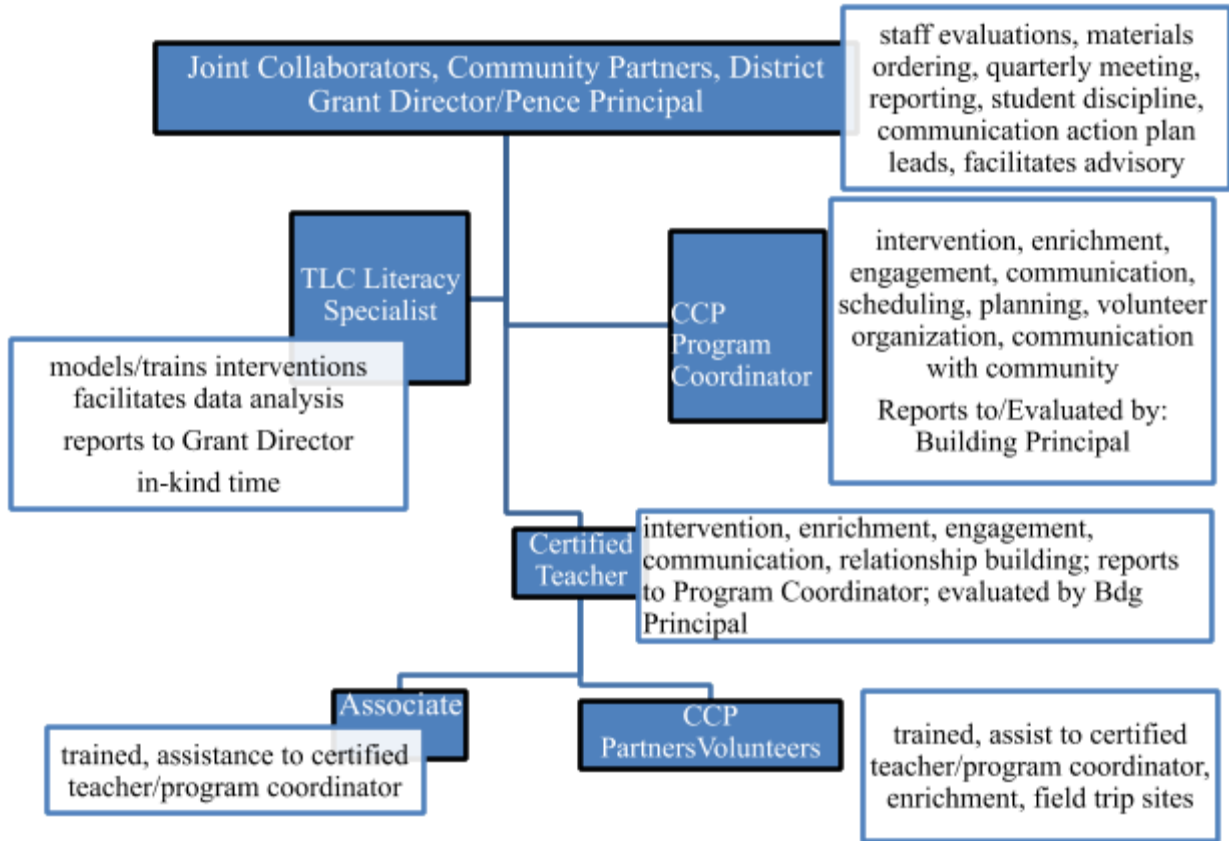 Joint Collaborators, Community Partners, District
Grant Director/Pence Principal
staff evaluations, materials
ordering, quarterly meeting,
reporting, student discipline,
communication action plan
leads, facilitates advisory
TLC Literacy
Specialist
models/trains interventions
facilitates data analysis
reports to Grant Director
in-kind time
CCP
Program
Coordinator
intervention, enrichment,
engagement, communication,
scheduling, planning, volunteer
organization, communication
with community
Reports to/Evaluated by:
Building Principal
Certified
Teacher
intervention, enrichment, engagement,
communication, relationship building; reports
to Program Coordinator; evaluated by Bdg
Principal
Associate
trained, assistance to certified
teacher/program coordinator
CCP
PartnersVolunteers
trained, assist to certified
teacher/program coordinator,
enrichment, field trip sites